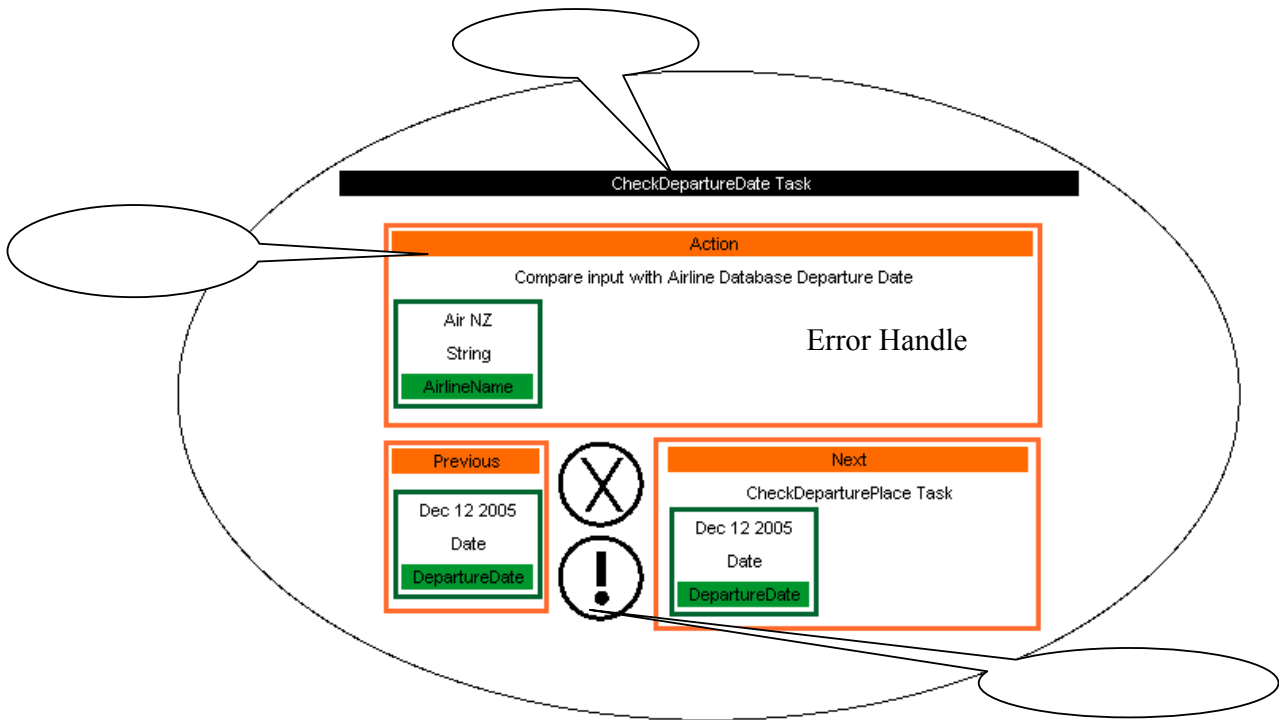 CheckDepartureDate Task
Action
Compare input with Airline Database Departure Date
Air NZ
String
AirlineName
Error Handle
Previous
Dec 12 2005
Date
DepartureDate
X
!
Next
CheckDeparturePlace Task
Dec 12 2005
Date
DepartureDate